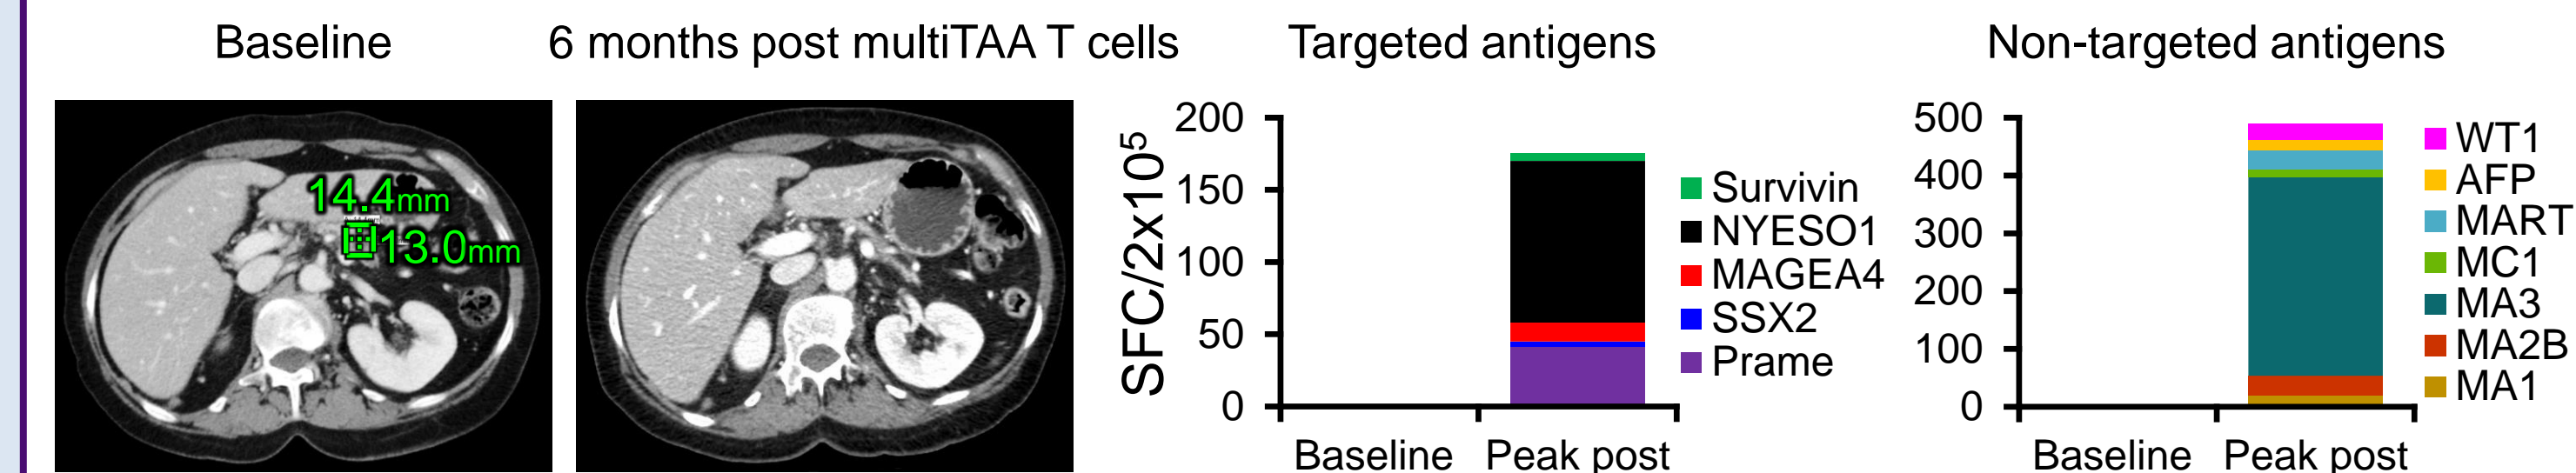 Baseline
6 months post multiTAA T cells
Targeted antigens
Non-targeted antigens
14.4mm
13.0mm
SFC/2x10⁵
200
150
100
50
0
Baseline
Peak post
Survivin
NYESO1
MAGEA4
SSX2
Prame
500
400
300
200
100
0
Baseline
Peak post
WT1
AFP
MART
MC1
MA3
MA2B
MA1